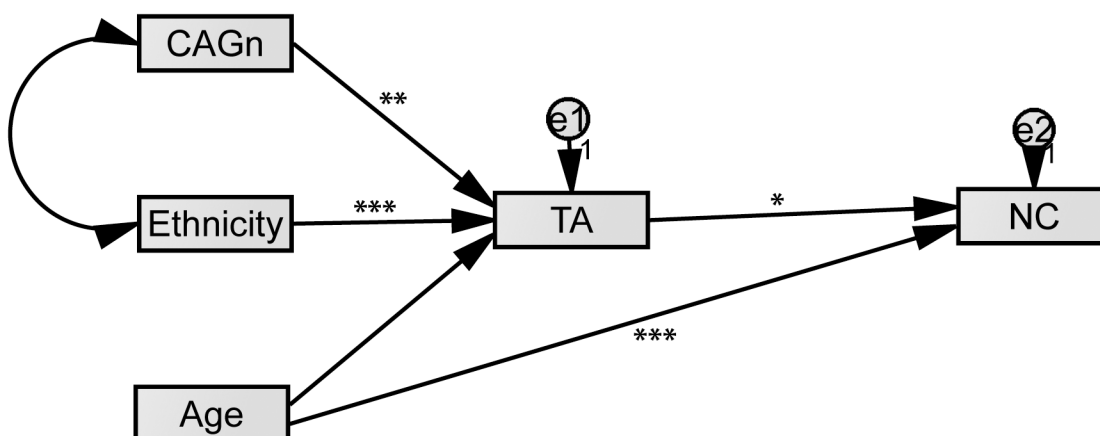 CAGn
**
e1
1
e2
1
Ethnicity
***
TA
*
NC
***
Age